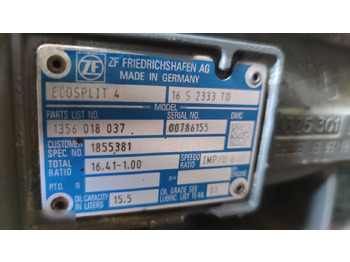 ZF
ZF FRIEDRICHSHAFEN AG
MADE IN GERMANY
ECOSPLIT 4
16 S 2333 TD
MODEL
PARTS LIST NO.
SERIAL NO.
DMC
1356 018 037
00786155
CUSTOMER SPEC. NO.
1855381
TOTAL RATIO
16.41-1.00
SPEEDO RATIO
P.T.O.
N
OIL CAPACITY IN LITERS
15.5
OIL GRADE SEE LUBRIC. LIST TE-ML
01